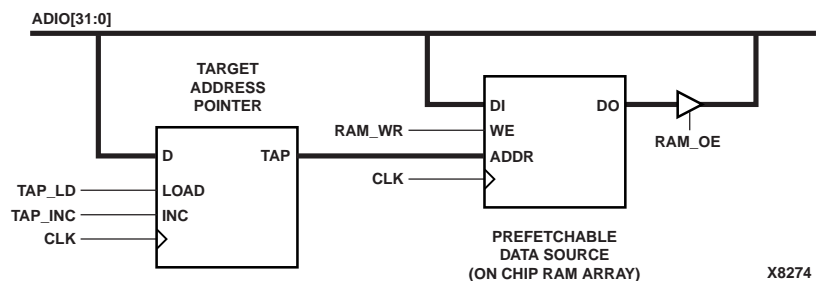 ADIO[31:0]
TARGET
ADDRESS
POINTER
D
TAP
TAP_LD
LOAD
TAP_INC
INC
CLK
DI
DO
RAM_WR
WE
ADDR
CLK
RAM_OE
PREFETCHABLE
DATA SOURCE
(ON CHIP RAM ARRAY)
X8274